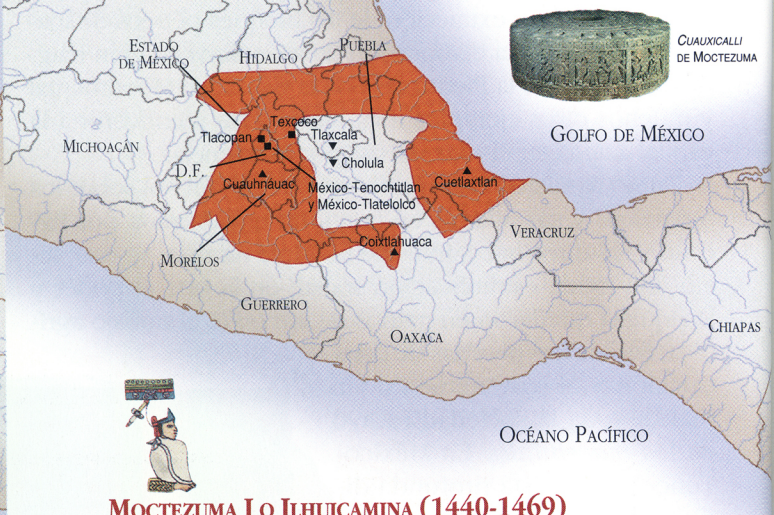 CUAUXICALLI
DE MOCTEZUMA
GOLFO DE MÉXICO
ESTADO
DE MÉXICO
HIDALGO
PUEBLA
MICHOACÁN
Texcoco
Tlacopan
Tlaxcala
Cholula
D.F.
Cuauhnáuac
México-Tenochtitlan
y México-Tlatelolco
Cuetlaxtlan
VERACRUZ
Coixtlahuaca
MORELOS
GUERRERO
OAXACA
CHIAPAS
OCÉANO PACÍFICO
MOCTEZUMA I O ILHUICAMINA (1440-1469)